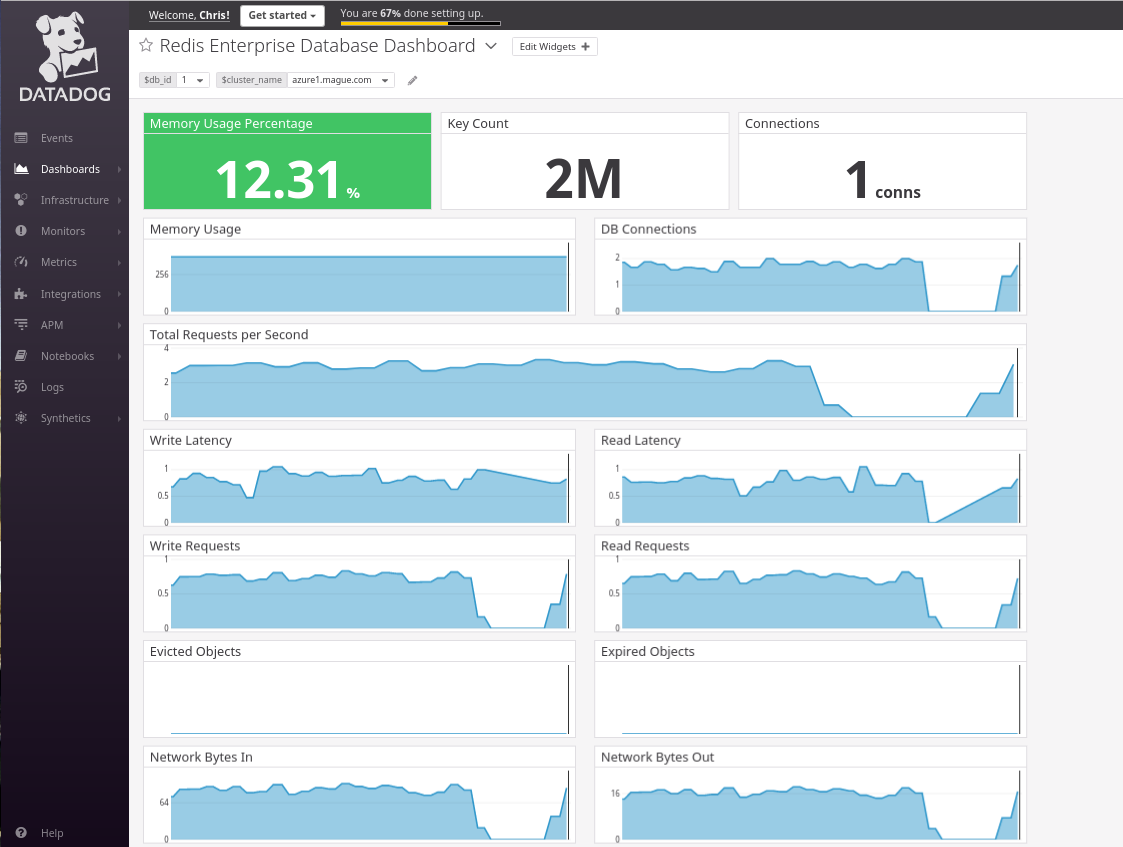 Welcome, Chris!
Get started
You are 67% done setting up.
DATADOG
Redis Enterprise Database Dashboard
Edit Widgets +
$db_id 1
$cluster_name azure1.mague.com
Events
Dashboards
Infrastructure
Monitors
Metrics
Integrations
APM
Notebooks
Logs
Synthetics
Help
Memory Usage Percentage
12.31 %
Key Count
2M
Connections
1 conns
Memory Usage
256
0
DB Connections
2
1
0
Total Requests per Second
4
2
0
Write Latency
1
0.5
0
Read Latency
1
0.5
0
Write Requests
1
0.5
0
Read Requests
1
0.5
0
Evicted Objects
Expired Objects
Network Bytes In
64
0
Network Bytes Out
16
0